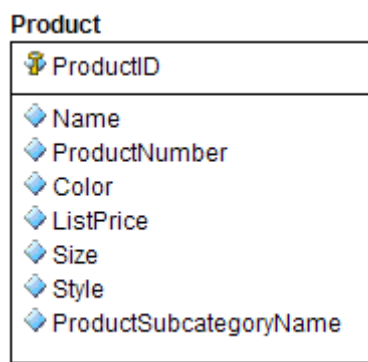 Product
ProductID
Name
ProductNumber
Color
ListPrice
Size
Style
ProductSubcategoryName